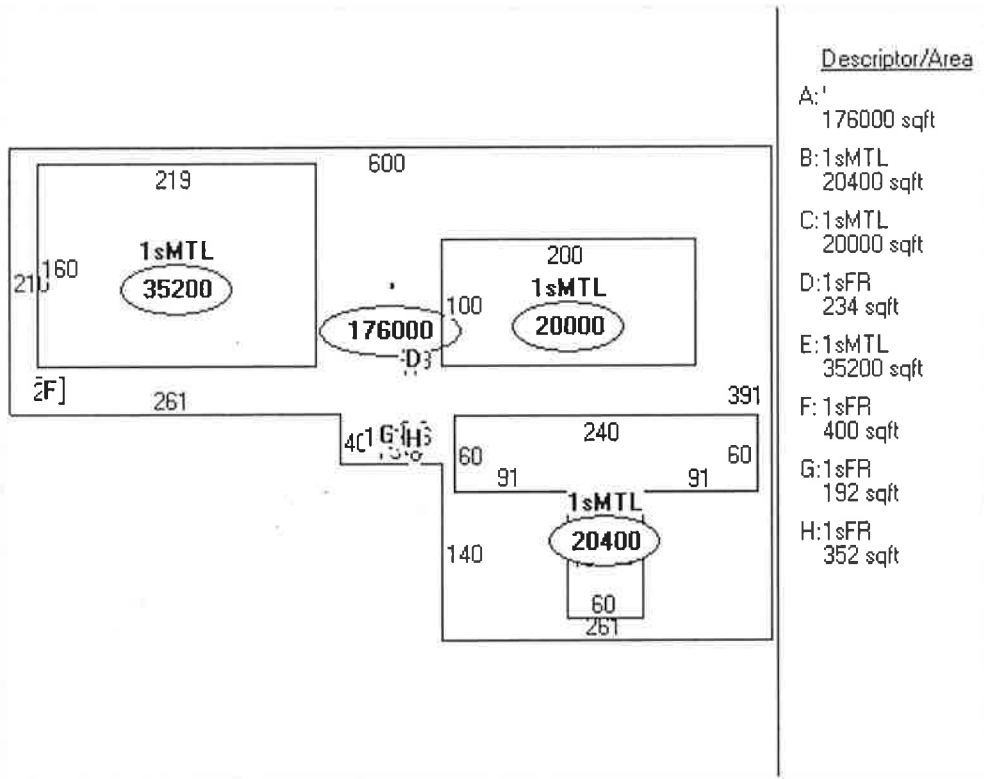 Descriptor/Area
A:'
176000 sqft
B:1sMTL
20400 sqft
C:1sMTL
20000 sqft
D:1sFR
234 sqft
E:1sMTL
35200 sqft
F:1sFR
400 sqft
G:1sFR
192 sqft
H:1sFR
352 sqft
600
219
1sMTL
160
35200
200
1sMTL
100
20000
'
176000
D
F]
261
391
40
G
H
240
60
60
91
91
1sMTL
20400
140
60
261